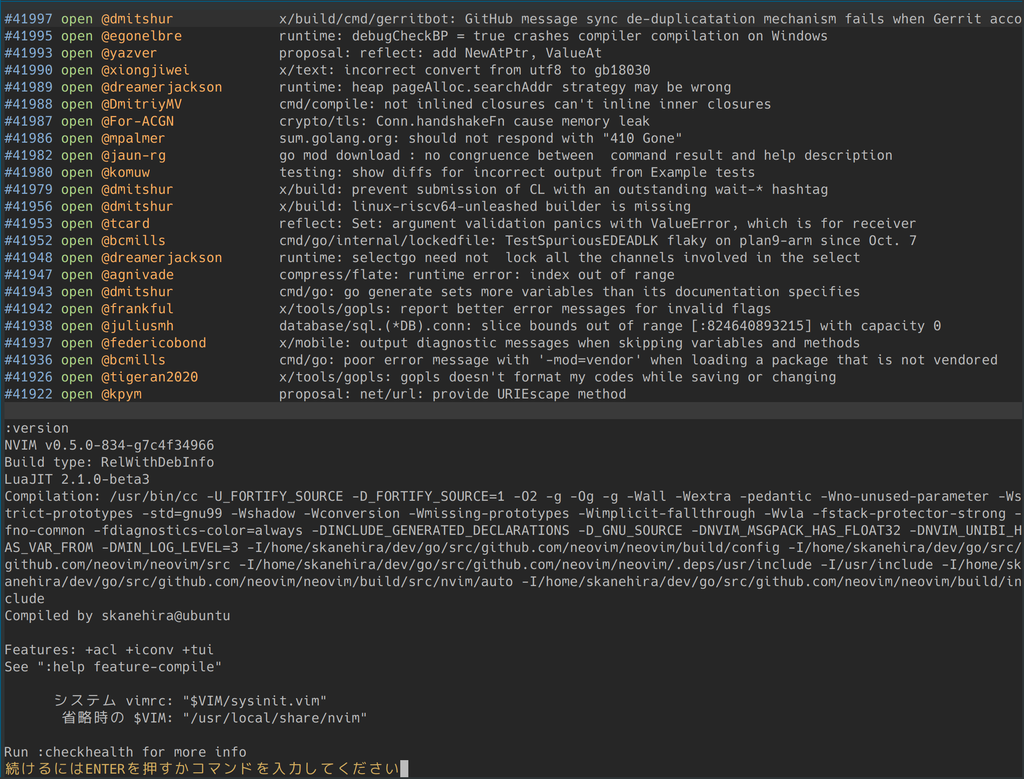 #41997 open @dmitshur x/build/cmd/gerritbot: GitHub message sync de-duplicatation mechanism fails when Gerrit acco
#41995 open @egonelbre runtime: debugCheckBP = true crashes compiler compilation on Windows
#41993 open @yazver proposal: reflect: add NewAtPtr, ValueAt
#41990 open @xiongjiwei x/text: incorrect convert from utf8 to gb18030
#41989 open @dreamerjackson runtime: heap pageAlloc.searchAddr strategy may be wrong
#41988 open @DmitriyMV cmd/compile: not inlined closures can't inline inner closures
#41987 open @For-ACGN crypto/tls: Conn.handshakeFn cause memory leak
#41986 open @mpalmer sum.golang.org: should not respond with "410 Gone"
#41982 open @jaun-rg go mod download : no congruence between  command result and help description
#41980 open @komuw testing: show diffs for incorrect output from Example tests
#41979 open @dmitshur x/build: prevent submission of CL with an outstanding wait-* hashtag
#41956 open @dmitshur x/build: linux-riscv64-unleashed builder is missing
#41953 open @tcard reflect: Set: argument validation panics with ValueError, which is for receiver
#41952 open @bcmills cmd/go/internal/lockedfile: TestSpuriousEDEADLK flaky on plan9-arm since Oct. 7
#41948 open @dreamerjackson runtime: selectgo need not  lock all the channels involved in the select
#41947 open @agnivade compress/flate: runtime error: index out of range
#41943 open @dmitshur cmd/go: go generate sets more variables than its documentation specifies
#41942 open @frankful x/tools/gopls: report better error messages for invalid flags
#41938 open @juliusmh database/sql.(*DB).conn: slice bounds out of range [:824640893215] with capacity 0
#41937 open @federicobond x/mobile: output diagnostic messages when skipping variables and methods
#41936 open @bcmills cmd/go: poor error message with '-mod=vendor' when loading a package that is not vendored
#41926 open @tigeran2020 x/tools/gopls: gopls doesn't format my codes while saving or changing
#41922 open @kpym proposal: net/url: provide URIEscape method
:version
NVIM v0.5.0-834-g7c4f34966
Build type: RelWithDebInfo
LuaJIT 2.1.0-beta3
Compilation: /usr/bin/cc -U_FORTIFY_SOURCE -D_FORTIFY_SOURCE=1 -O2 -g -Og -g -Wall -Wextra -pedantic -Wno-unused-parameter -Ws
trict-prototypes -std=gnu99 -Wshadow -Wconversion -Wmissing-prototypes -Wimplicit-fallthrough -Wvla -fstack-protector-strong -
fno-common -fdiagnostics-color=always -DINCLUDE_GENERATED_DECLARATIONS -D_GNU_SOURCE -DNVIM_MSGPACK_HAS_FLOAT32 -DNVIM_UNIBI_H
AS_VAR_FROM -DMIN_LOG_LEVEL=3 -I/home/skanehira/dev/go/src/github.com/neovim/neovim/build/config -I/home/skanehira/dev/go/src/
github.com/neovim/neovim/src -I/home/skanehira/dev/go/src/github.com/neovim/neovim/.deps/usr/include -I/usr/include -I/home/sk
anehira/dev/go/src/github.com/neovim/neovim/build/src/nvim/auto -I/home/skanehira/dev/go/src/github.com/neovim/neovim/build/in
clude
Compiled by skanehira@ubuntu
Features: +acl +iconv +tui
See ":help feature-compile"
システム vimrc: "$VIM/sysinit.vim"
省略時の $VIM: "/usr/local/share/nvim"
Run :checkhealth for more info
続けるにはENTERを押すかコマンドを入力してください